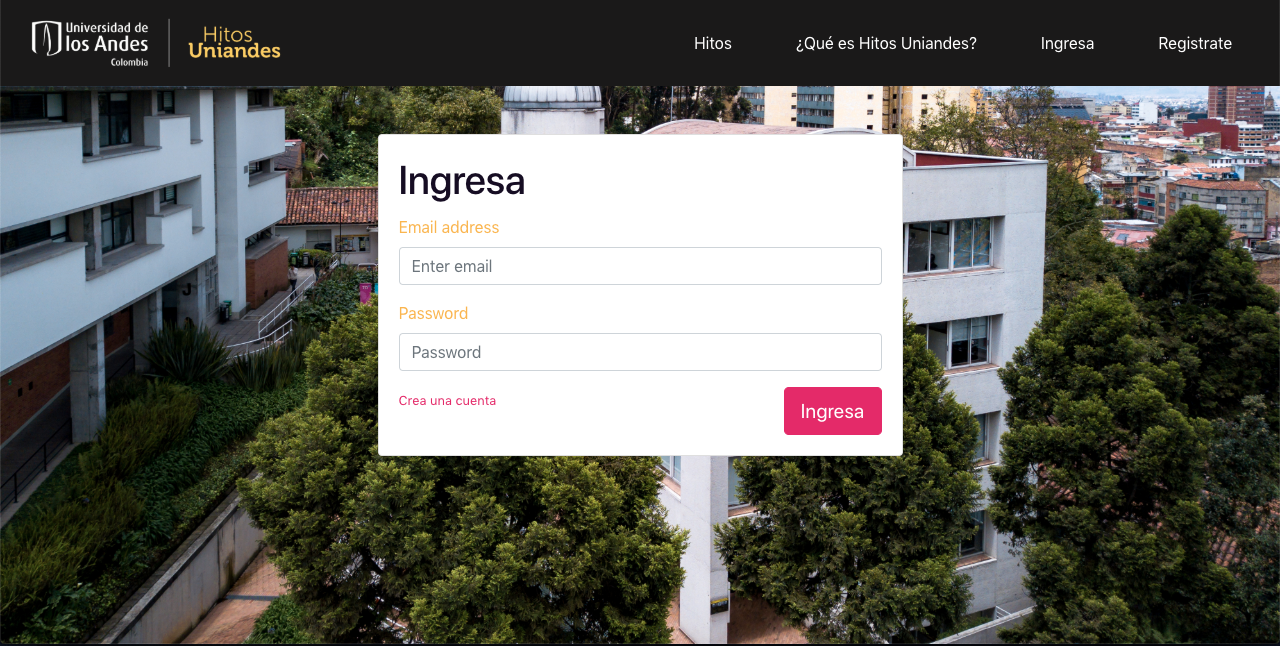 Universidad de
los Andes
Colombia
Hitos
Uniandes
Hitos
¿Qué es Hitos Uniandes?
Ingresa
Registrate
Ingresa
Email address
Enter email
Password
Password
Crea una cuenta
Ingresa